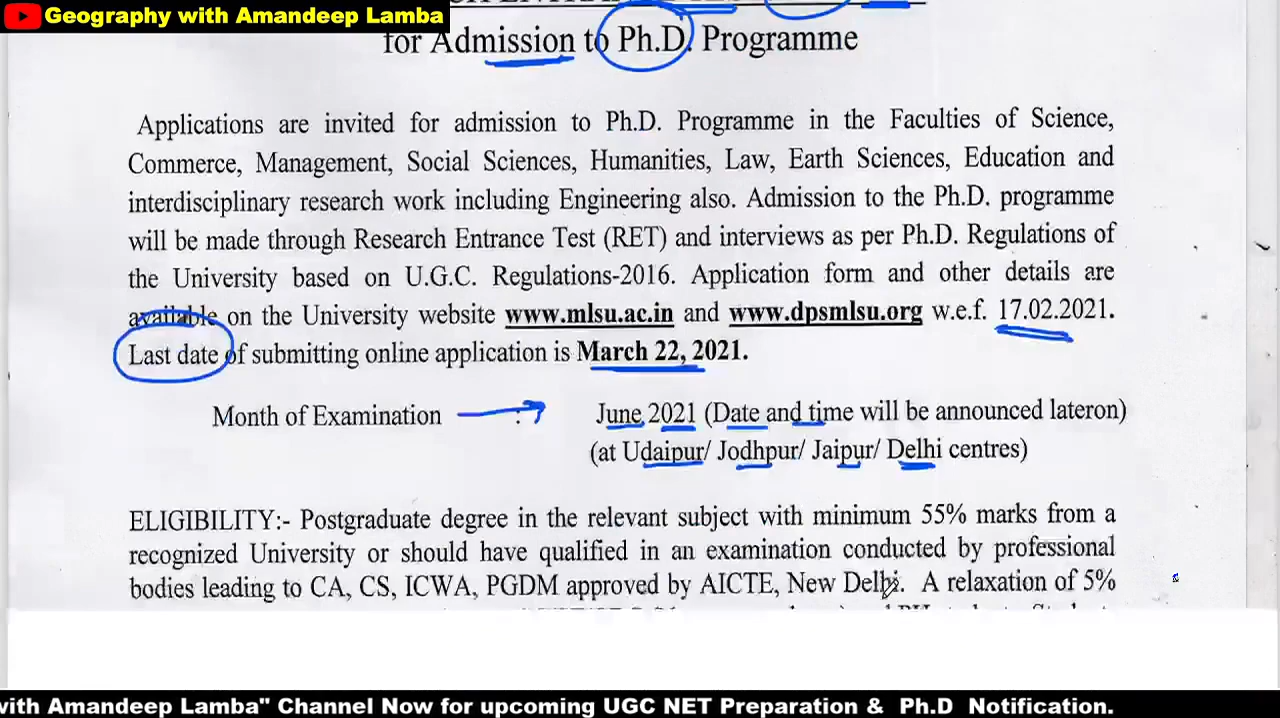 Geography with Amandeep Lamba
for Admission to Ph.D. Programme
Applications are invited for admission to Ph.D. Programme in the Faculties of Science,
Commerce, Management, Social Sciences, Humanities, Law, Earth Sciences, Education and
interdisciplinary research work including Engineering also. Admission to the Ph.D. programme
will be made through Research Entrance Test (RET) and interviews as per Ph.D. Regulations of
the University based on U.G.C. Regulations-2016. Application form and other details are
available on the University website www.mlsu.ac.in and www.dpsmlsu.org w.e.f. 17.02.2021.
Last date of submitting online application is March 22, 2021.
Month of Examination : June 2021 (Date and time will be announced lateron)
(at Udaipur/ Jodhpur/ Jaipur/ Delhi centres)
ELIGIBILITY:- Postgraduate degree in the relevant subject with minimum 55% marks from a
recognized University or should have qualified in an examination conducted by professional
bodies leading to CA, CS, ICWA, PGDM approved by AICTE, New Delhi. A relaxation of 5%
with Amandeep Lamba" Channel Now for upcoming UGC NET Preparation & Ph.D Notification.